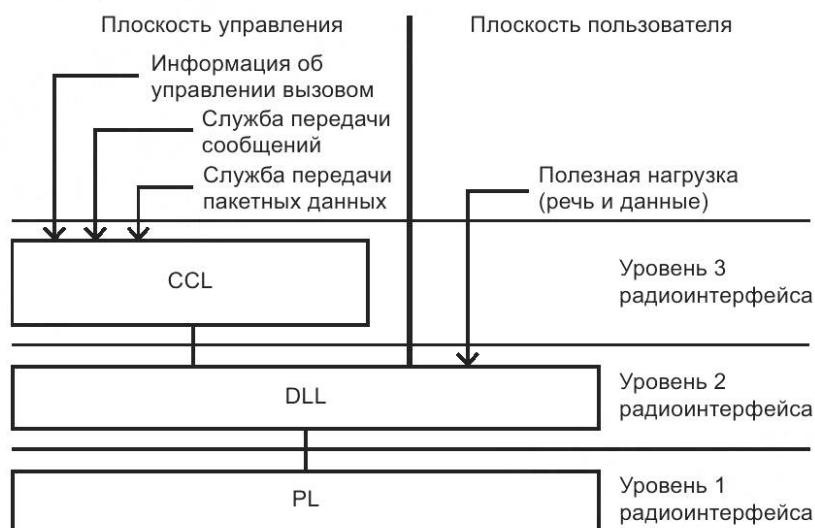 Плоскость управления
Плоскость пользователя
Информация об
управлении вызовом
Служба передачи
сообщений
Служба передачи
пакетных данных
Полезная нагрузка
(речь и данные)
CCL
Уровень 3
радиоинтерфейса
DLL
Уровень 2
радиоинтерфейса
PL
Уровень 1
радиоинтерфейса